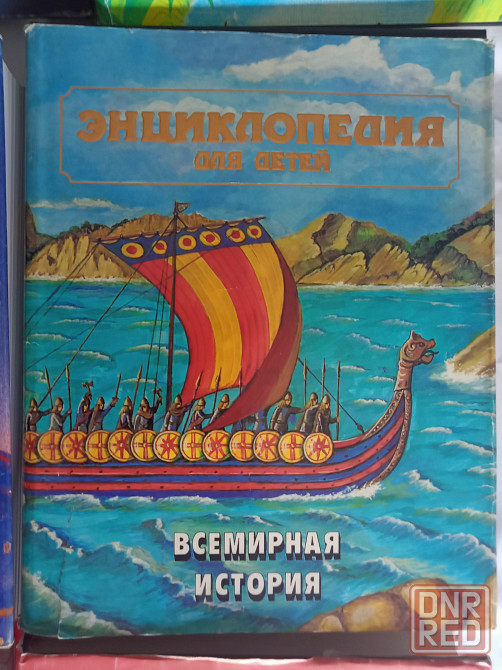 ЭНЦИКЛОПЕДИЯ
ДЛЯ ДЕТЕЙ
ВСЕМИРНАЯ
ИСТОРИЯ
DNR
RED